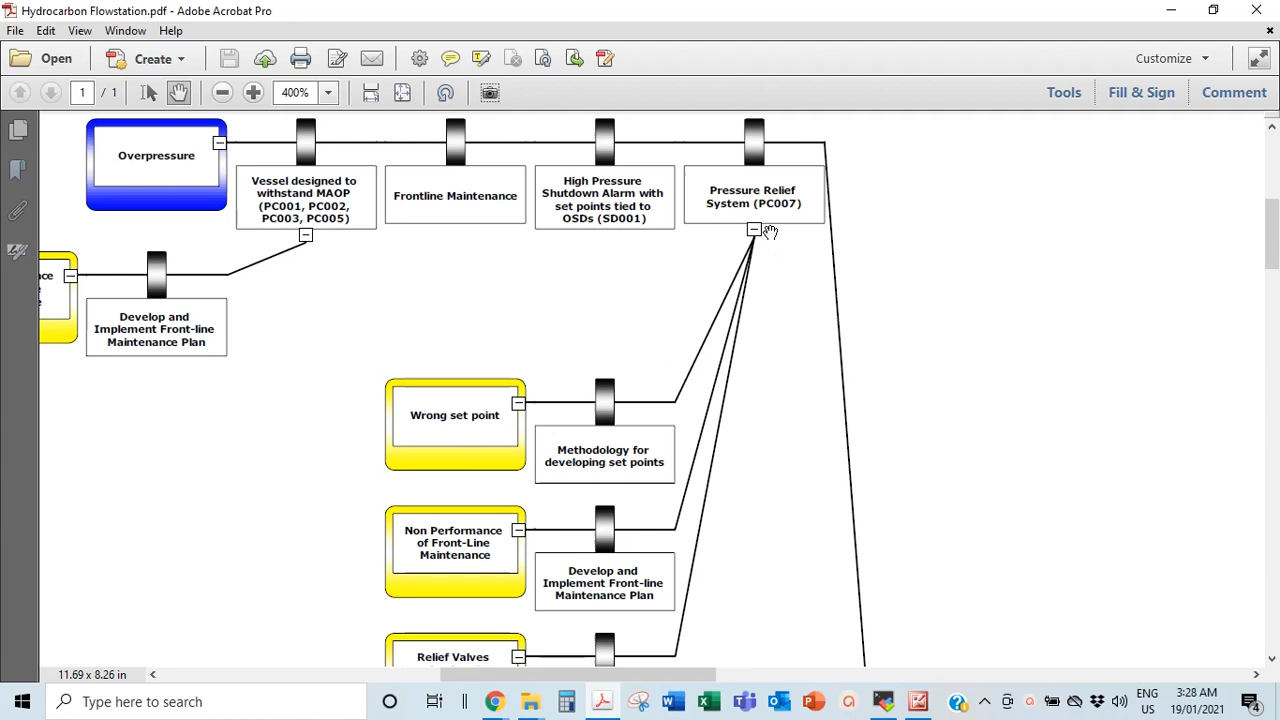 Hydrocarbon Flowstation.pdf - Adobe Acrobat Pro
File Edit View Window Help
Open Create Customize
1 / 1 400% Tools Fill & Sign Comment
Overpressure
Vessel designed to
withstand MAOP
(PC001, PC002,
PC003, PC005)
Frontline Maintenance
High Pressure
Shutdown Alarm with
set points tied to
OSDs (SD001)
Pressure Relief
System (PC007)
Develop and
Implement Front-line
Maintenance Plan
Wrong set point
Methodology for
developing set points
Non Performance
of Front-Line
Maintenance
Develop and
Implement Front-line
Maintenance Plan
Relief Valves
11.69 x 8.26 in
Type here to search
ENG
US
3:28 AM
19/01/2021
4